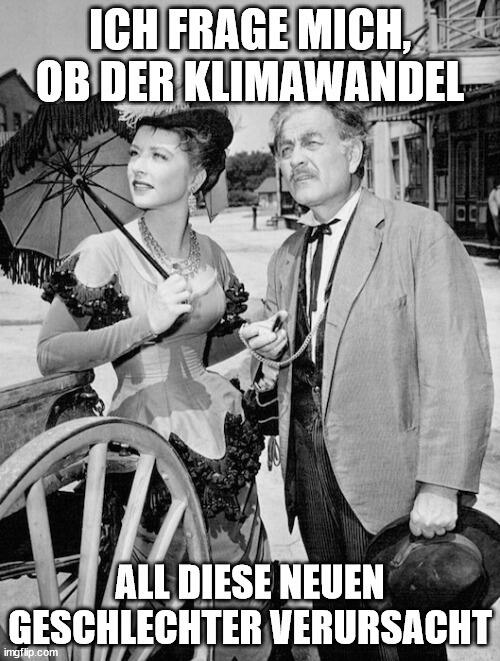 ICH FRAGE MICH,
OB DER KLIMAWANDEL
ALL DIESE NEUEN
GESCHLECHTER VERURSACHT
imgflip.com